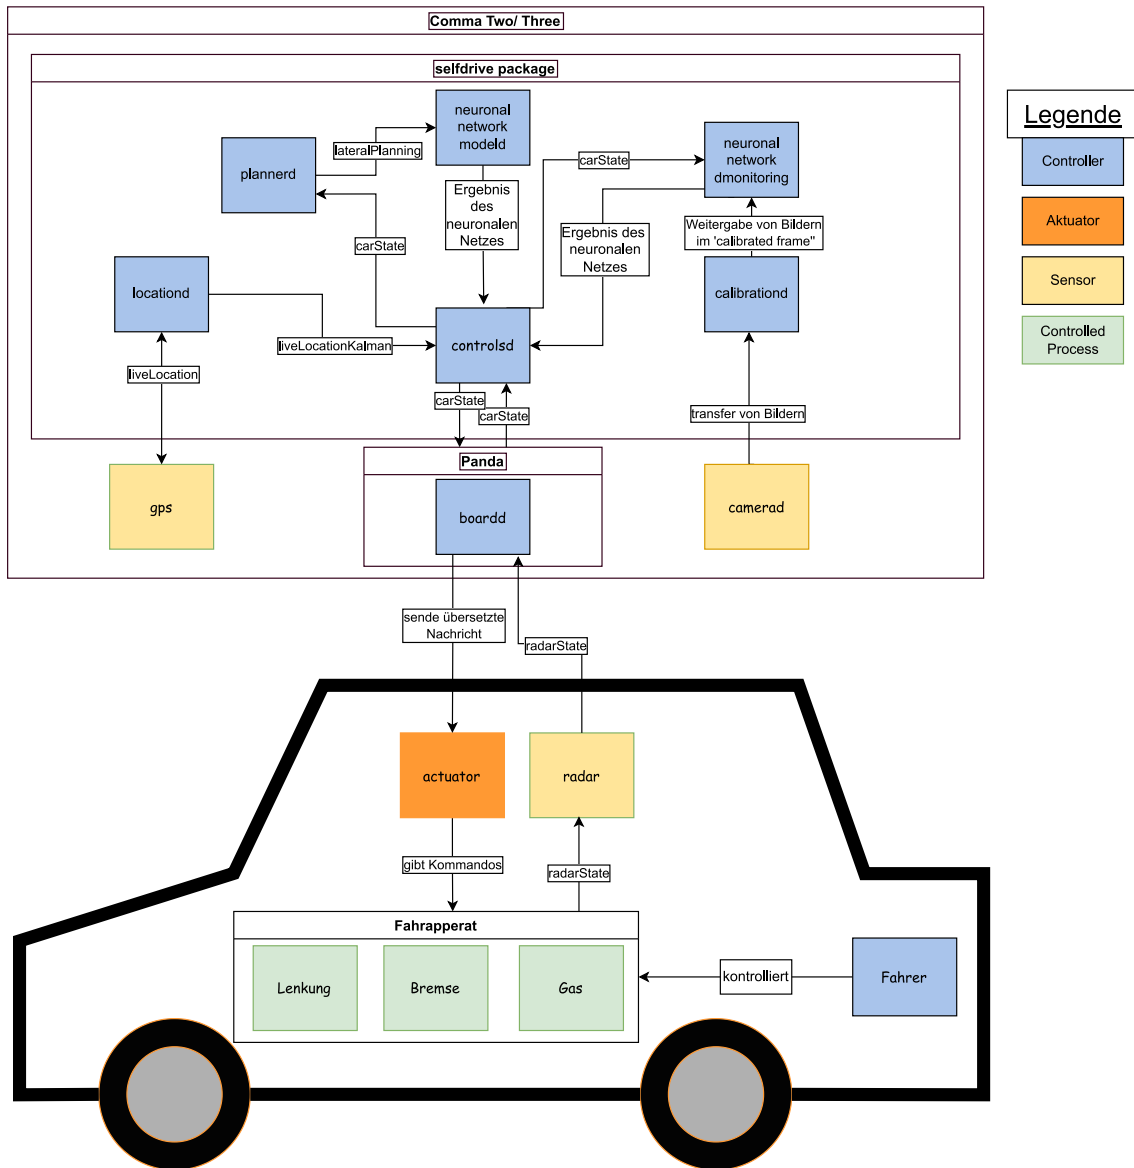 Comma Two/ Three
selfdrive package
neuronal
network
modeld
lateralPlanning
plannerd
neuronal
network
dmonitoring
carState
Ergebnis
des
neuronalen
Netzes
Weitergabe von Bildern
im 'calibrated frame"
Ergebnis des
neuronalen
Netzes
carState
locationd
calibrationd
controlsd
liveLocationKalman
liveLocation
carState
carState
transfer von Bildern
Panda
gps
boardd
camerad
sende übersetzte
Nachricht
radarState
actuator
radar
gibt Kommandos
radarState
Fahrapperat
Lenkung
Bremse
Gas
kontrolliert
Fahrer
Legende
Controller
Aktuator
Sensor
Controlled
Process